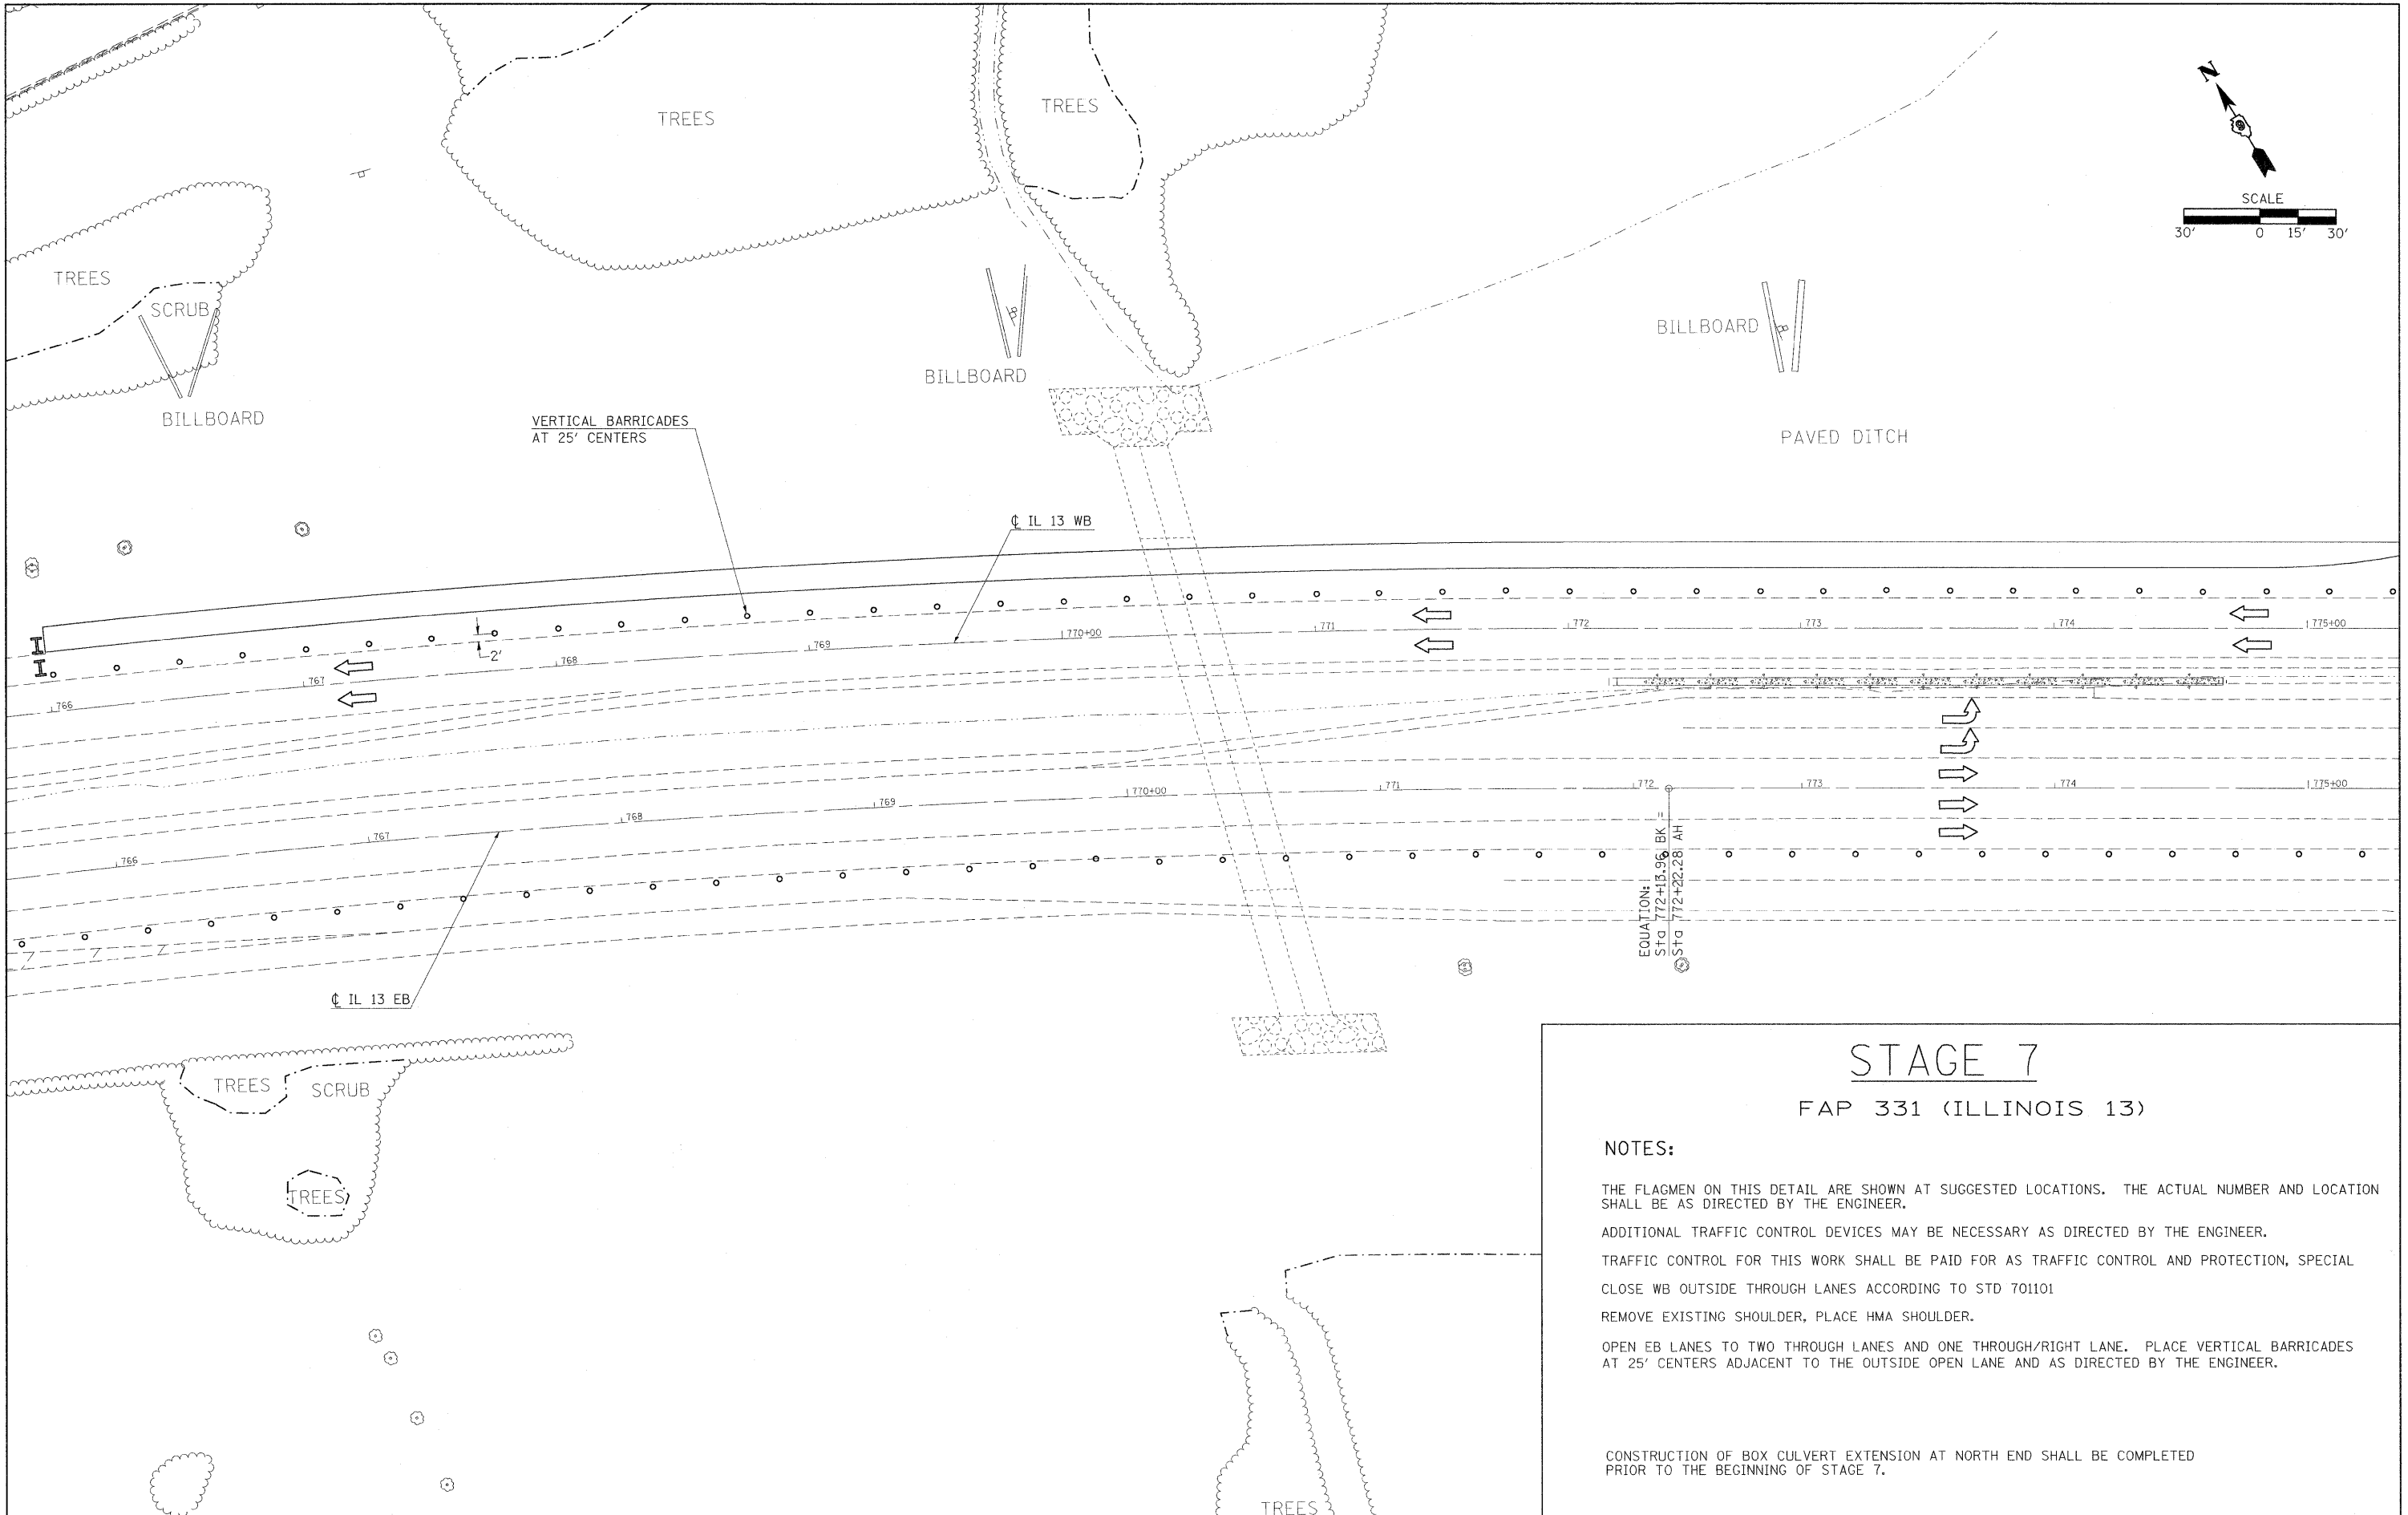 N
SCALE
30' 0 15' 30'
TREES
TREES
TREES
SCRUB
BILLBOARD
BILLBOARD
BILLBOARD
PAVED DITCH
VERTICAL BARRICADES
AT 25' CENTERS
℄ IL 13 WB
2'
766
767
768
769
770+00
771
772
773
774
775+00
766
767
768
769
770+00
771
772
773
774
775+00
EQUATION:
Sta 772+13.96 BK =
Sta 772+22.28 AH
℄ IL 13 EB
TREES
SCRUB
TREES
TREES
STAGE 7
FAP 331 (ILLINOIS 13)
NOTES:
THE FLAGMEN ON THIS DETAIL ARE SHOWN AT SUGGESTED LOCATIONS. THE ACTUAL NUMBER AND LOCATION
SHALL BE AS DIRECTED BY THE ENGINEER.
ADDITIONAL TRAFFIC CONTROL DEVICES MAY BE NECESSARY AS DIRECTED BY THE ENGINEER.
TRAFFIC CONTROL FOR THIS WORK SHALL BE PAID FOR AS TRAFFIC CONTROL AND PROTECTION, SPECIAL
CLOSE WB OUTSIDE THROUGH LANES ACCORDING TO STD 701101
REMOVE EXISTING SHOULDER, PLACE HMA SHOULDER.
OPEN EB LANES TO TWO THROUGH LANES AND ONE THROUGH/RIGHT LANE. PLACE VERTICAL BARRICADES
AT 25' CENTERS ADJACENT TO THE OUTSIDE OPEN LANE AND AS DIRECTED BY THE ENGINEER.
CONSTRUCTION OF BOX CULVERT EXTENSION AT NORTH END SHALL BE COMPLETED
PRIOR TO THE BEGINNING OF STAGE 7.